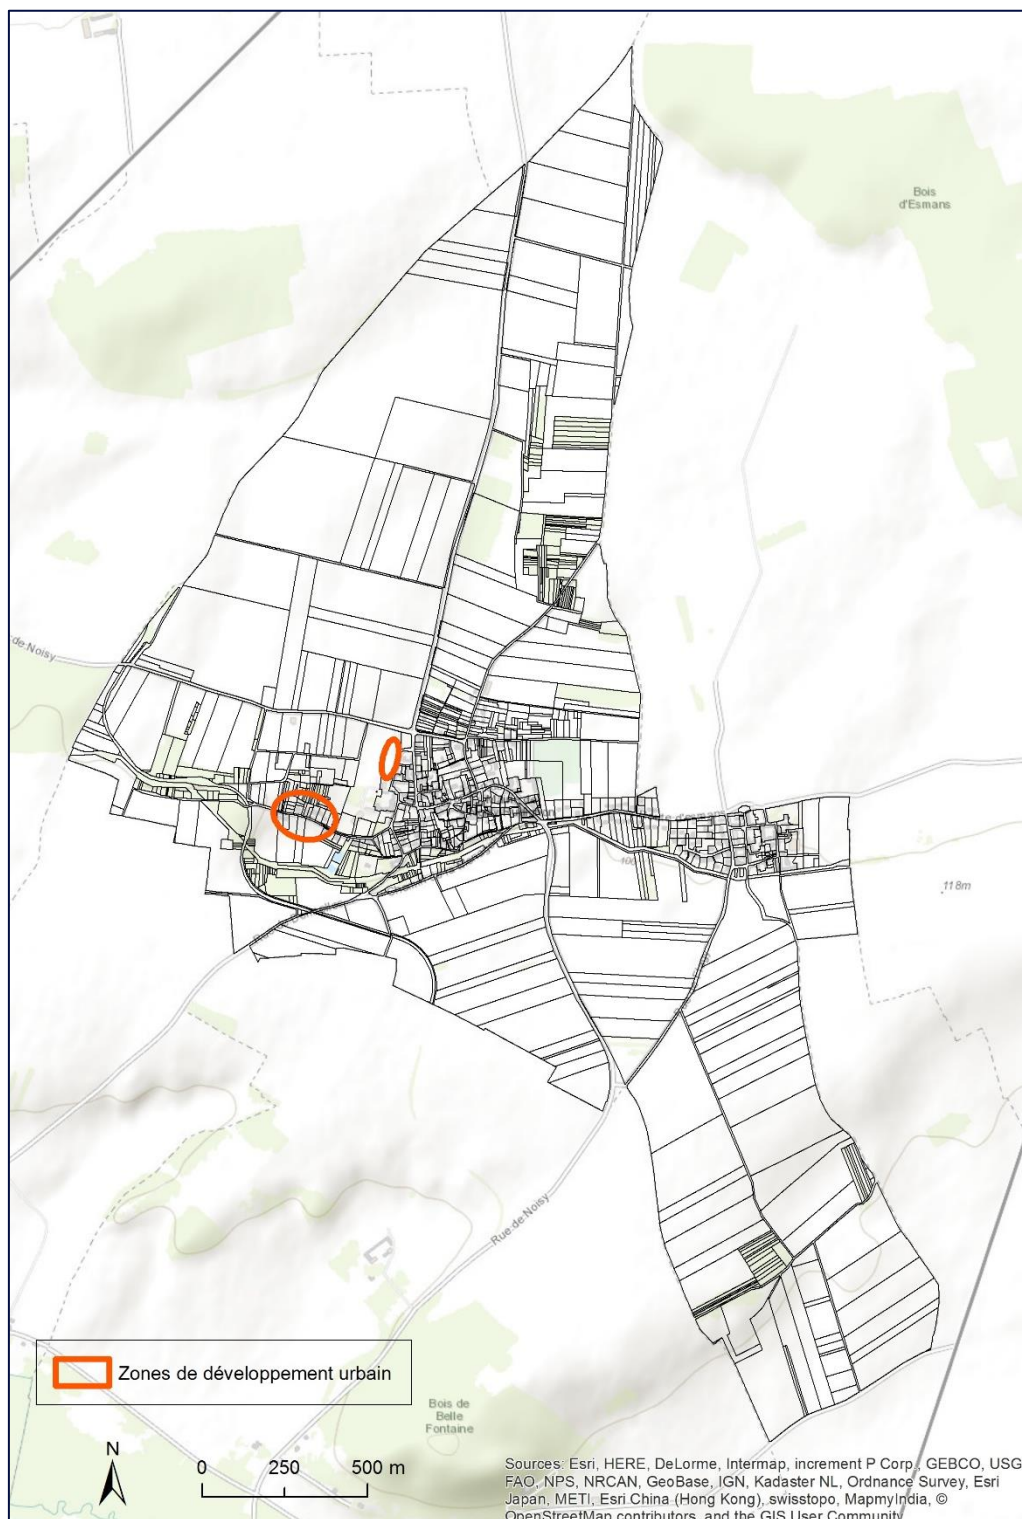 Bois
d'Esmans
de Noisy
118m
Rue de Noisy
Zones de développement urbain
Bois de
Belle
Fontaine
N
0 250 500 m
Sources: Esri, HERE, DeLorme, Intermap, increment P Corp., GEBCO, USG
FAO, NPS, NRCAN, GeoBase, IGN, Kadaster NL, Ordnance Survey, Esri
Japan, METI, Esri China (Hong Kong), swisstopo, MapmyIndia, ©
OpenStreetMap contributors, and the GIS User Community